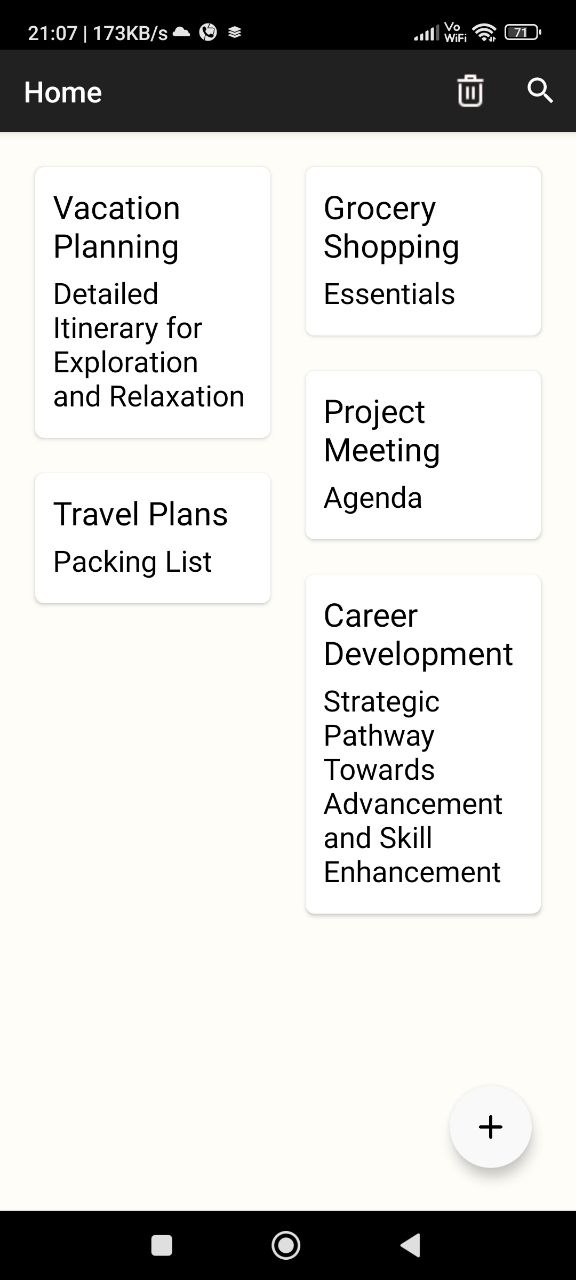 21:07 | 173KB/s
Vo
WiFi
71
Home
Vacation
Planning
Detailed
Itinerary for
Exploration
and Relaxation
Travel Plans
Packing List
Grocery
Shopping
Essentials
Project
Meeting
Agenda
Career
Development
Strategic
Pathway
Towards
Advancement
and Skill
Enhancement